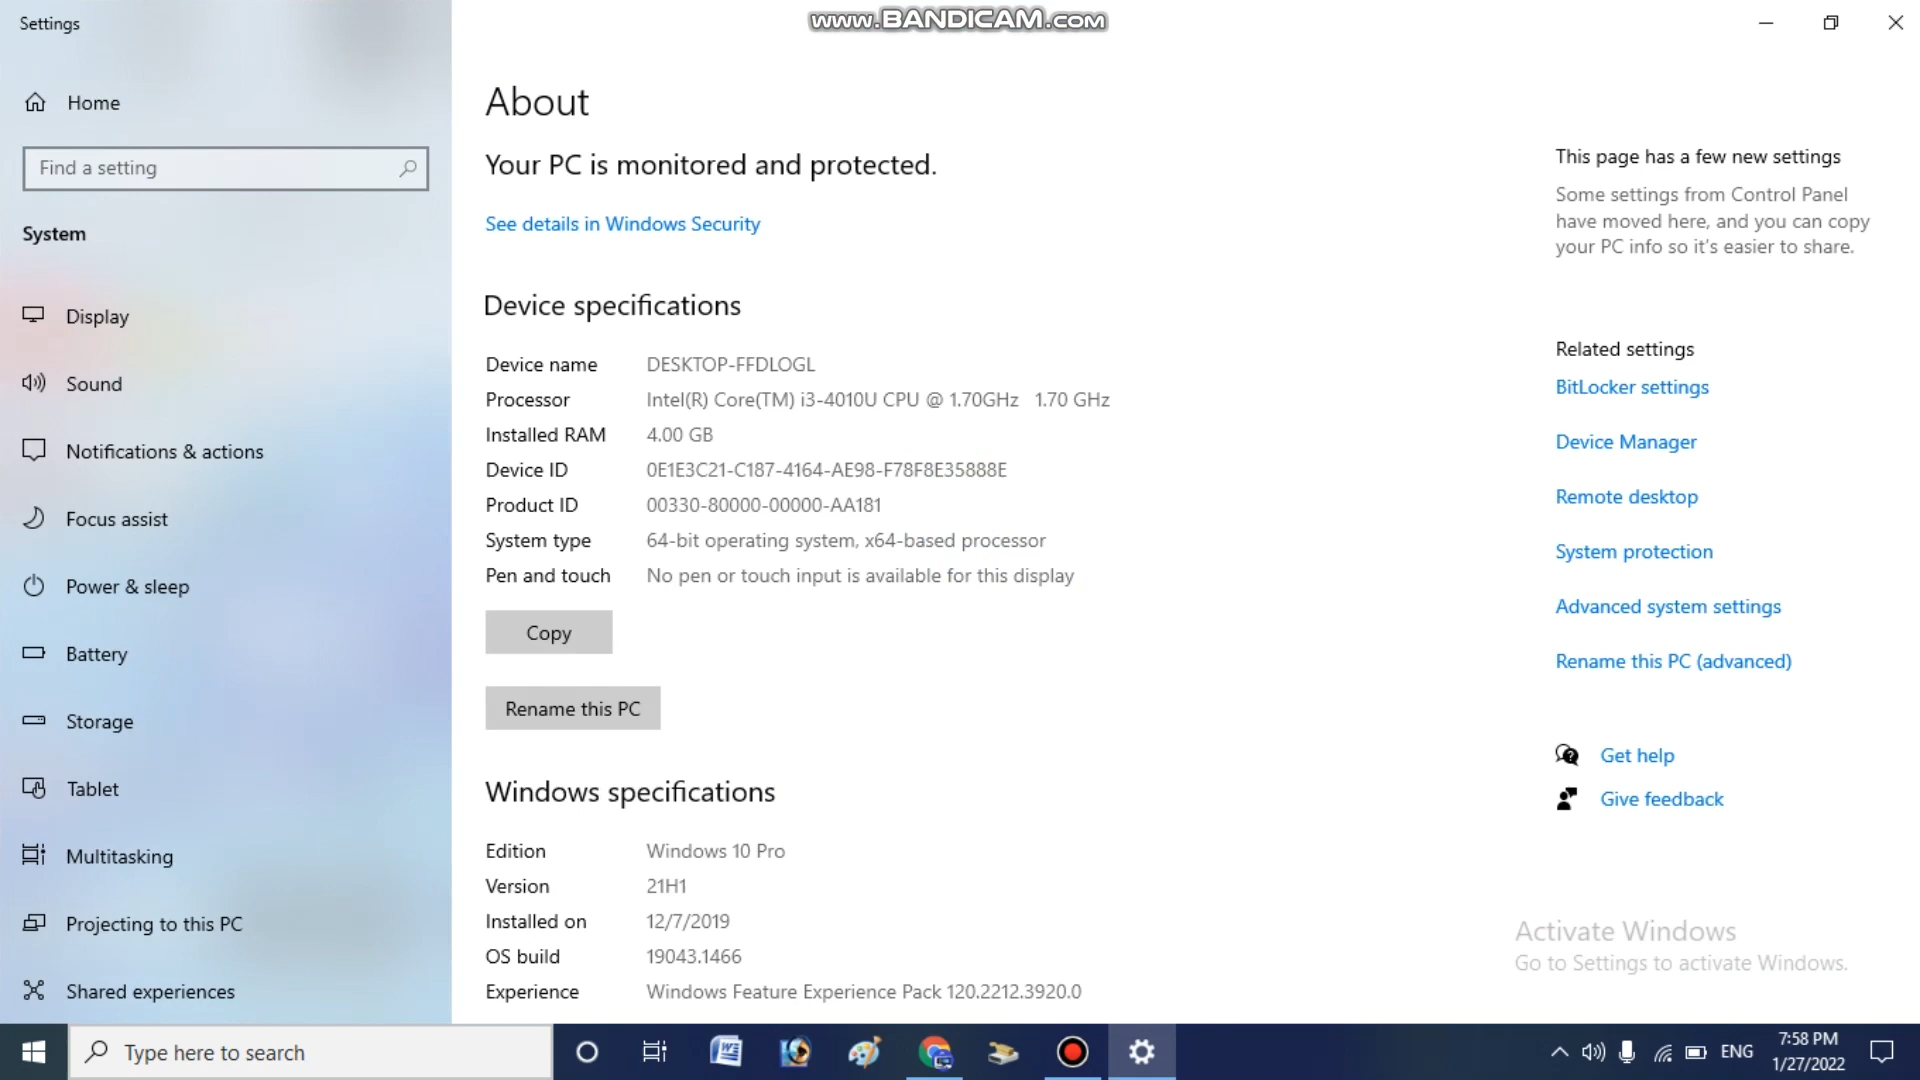 Settings
www.BANDICAM.com
Home
Find a setting
System
Display
Sound
Notifications & actions
Focus assist
Power & sleep
Battery
Storage
Tablet
Multitasking
Projecting to this PC
Shared experiences
About
Your PC is monitored and protected.
See details in Windows Security
Device specifications
Device name DESKTOP-FFDLOGL
Processor Intel(R) Core(TM) i3-4010U CPU @ 1.70GHz 1.70 GHz
Installed RAM 4.00 GB
Device ID 0E1E3C21-C187-4164-AE98-F78F8E35888E
Product ID 00330-80000-00000-AA181
System type 64-bit operating system, x64-based processor
Pen and touch No pen or touch input is available for this display
Copy
Rename this PC
Windows specifications
Edition Windows 10 Pro
Version 21H1
Installed on 12/7/2019
OS build 19043.1466
Experience Windows Feature Experience Pack 120.2212.3920.0
This page has a few new settings
Some settings from Control Panel
have moved here, and you can copy
your PC info so it's easier to share.
Related settings
BitLocker settings
Device Manager
Remote desktop
System protection
Advanced system settings
Rename this PC (advanced)
Get help
Give feedback
Activate Windows
Go to Settings to activate Windows.
Type here to search
ENG
7:58 PM
1/27/2022